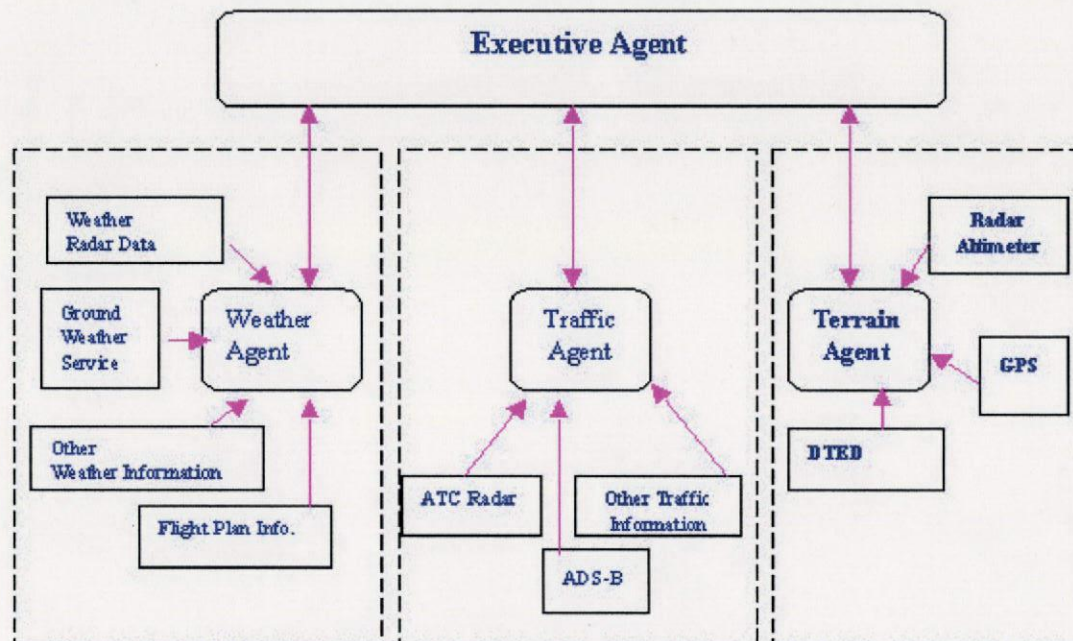 Executive Agent
Weather
Radar Data
Ground
Weather
Service
Weather
Agent
Other
Weather Information
Flight Plan Info.
Traffic
Agent
ATC Radar
Other Traffic
Information
ADS-B
Radar
Altimeter
Terrain
Agent
GPS
DTED